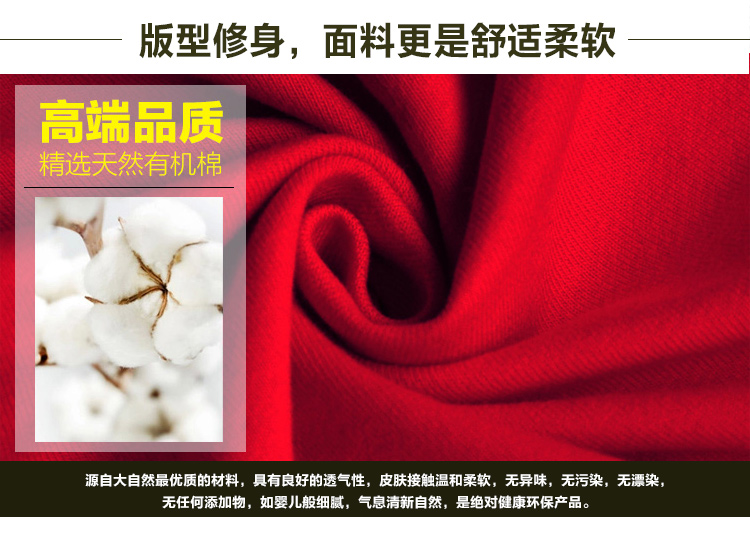 版型修身，面料更是舒适柔软
高端品质
精选天然有机棉
源自大自然最优质的材料，具有良好的透气性，皮肤接触温和柔软，无异味，无污染，无漂染，
无任何添加物，如婴儿般细腻，气息清新自然，是绝对健康环保产品。